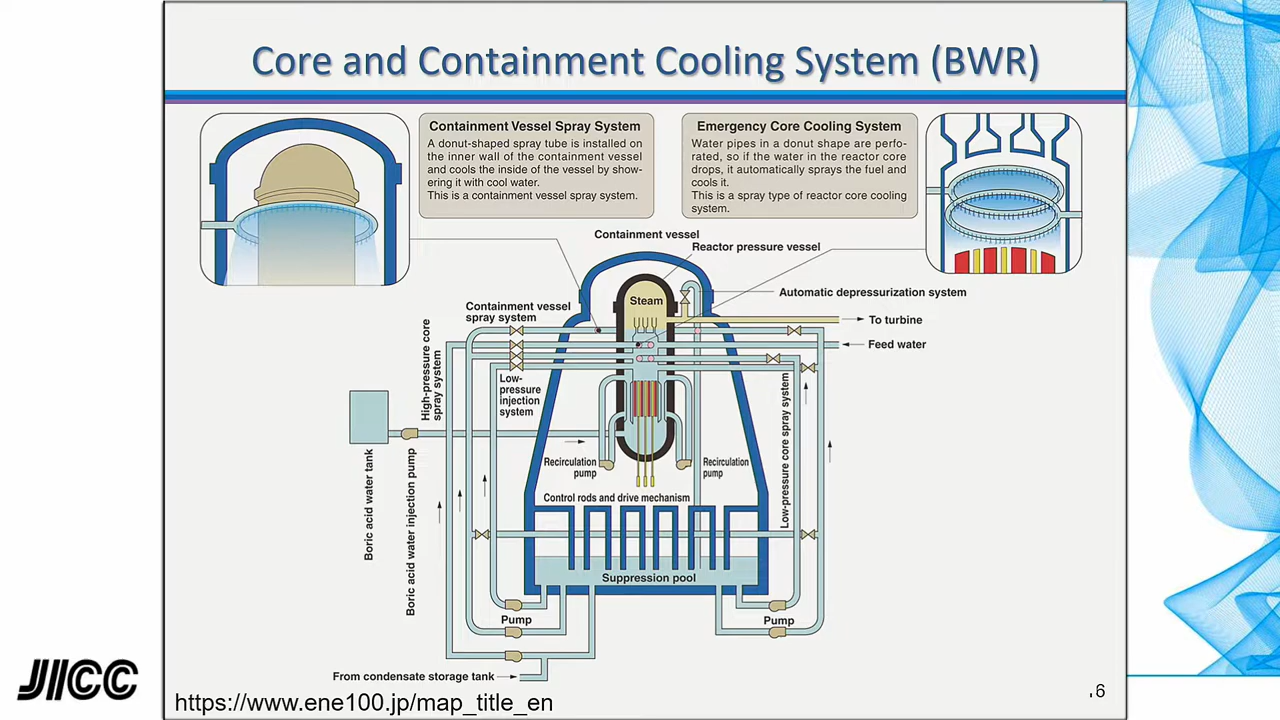 Core and Containment Cooling System (BWR)
Containment Vessel Spray System
A donut-shaped spray tube is installed on
the inner wall of the containment vessel
and cools the inside of the vessel by show-
ering it with cool water.
This is a containment vessel spray system.
Emergency Core Cooling System
Water pipes in a donut shape are perfo-
rated, so if the water in the reactor core
drops, it automatically sprays the fuel and
cools it.
This is a spray type of reactor core cooling
system.
Containment vessel
Reactor pressure vessel
Automatic depressurization system
Steam
Containment vessel
spray system
To turbine
Feed water
High-pressure core
spray system
Low-
pressure
injection
system
Low-pressure core spray system
Boric acid water tank
Boric acid water injection pump
Recirculation
pump
Recirculation
pump
Control rods and drive mechanism
Suppression pool
Pump
Pump
From condensate storage tank
JICC
https://www.ene100.jp/map_title_en
6